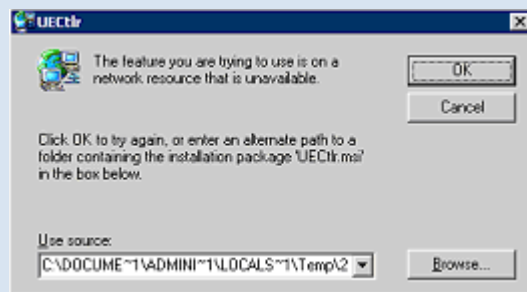 UECtlr
The feature you are trying to use is on a
network resource that is unavailable.
OK
Cancel
Click OK to try again, or enter an alternate path to a
folder containing the installation package 'UECtlr.msi'
in the box below.
Use source:
C:\DOCUME~1\ADMINI~1\LOCALS~1\Temp\2
Browse...